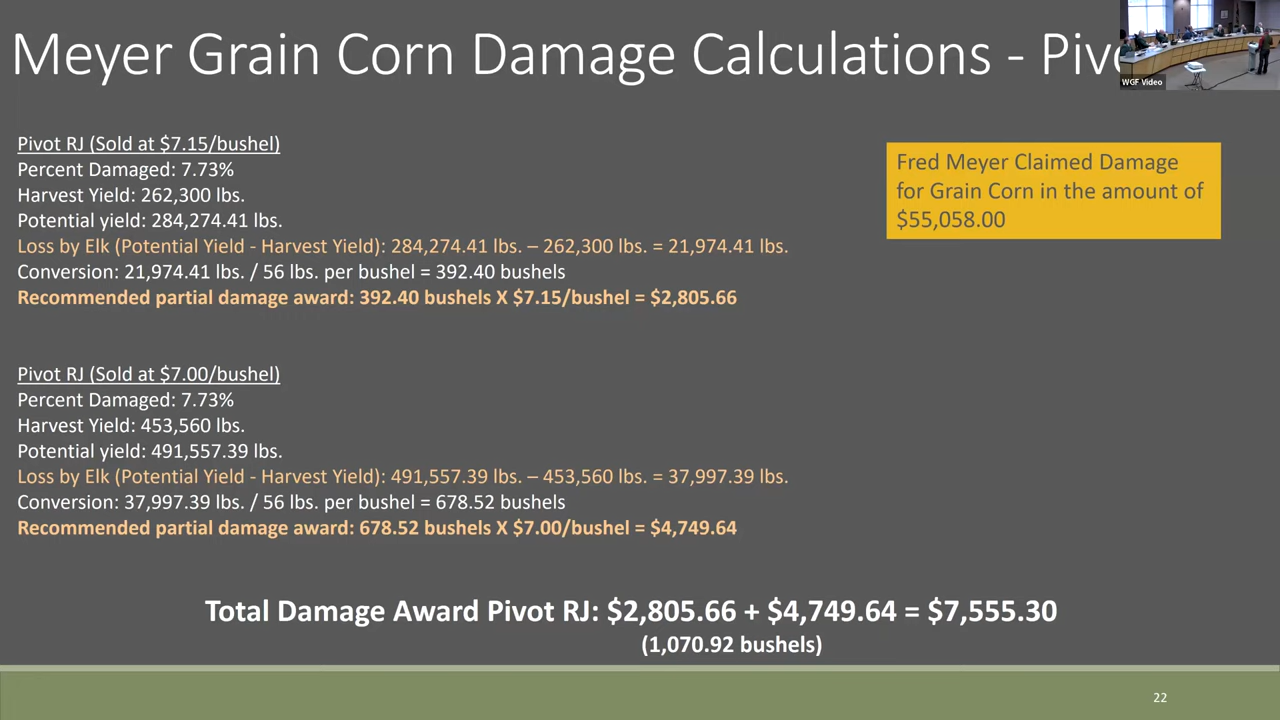 Meyer Grain Corn Damage Calculations -
WGF Video
Pivot RJ (Sold at $7.15/bushel)
Percent Damaged: 7.73%
Harvest Yield: 262,300 lbs.
Potential yield: 284,274.41 lbs.
Loss by Elk (Potential Yield - Harvest Yield): 284,274.41 lbs. – 262,300 lbs. = 21,974.41 lbs.
Conversion: 21,974.41 lbs. / 56 lbs. per bushel = 392.40 bushels
Recommended partial damage award: 392.40 bushels X $7.15/bushel = $2,805.66
Fred Meyer Claimed Damage
for Grain Corn in the amount of
$55,058.00
Pivot RJ (Sold at $7.00/bushel)
Percent Damaged: 7.73%
Harvest Yield: 453,560 lbs.
Potential yield: 491,557.39 lbs.
Loss by Elk (Potential Yield - Harvest Yield): 491,557.39 lbs. – 453,560 lbs. = 37,997.39 lbs.
Conversion: 37,997.39 lbs. / 56 lbs. per bushel = 678.52 bushels
Recommended partial damage award: 678.52 bushels X $7.00/bushel = $4,749.64
Total Damage Award Pivot RJ: $2,805.66 + $4,749.64 = $7,555.30
(1,070.92 bushels)
22